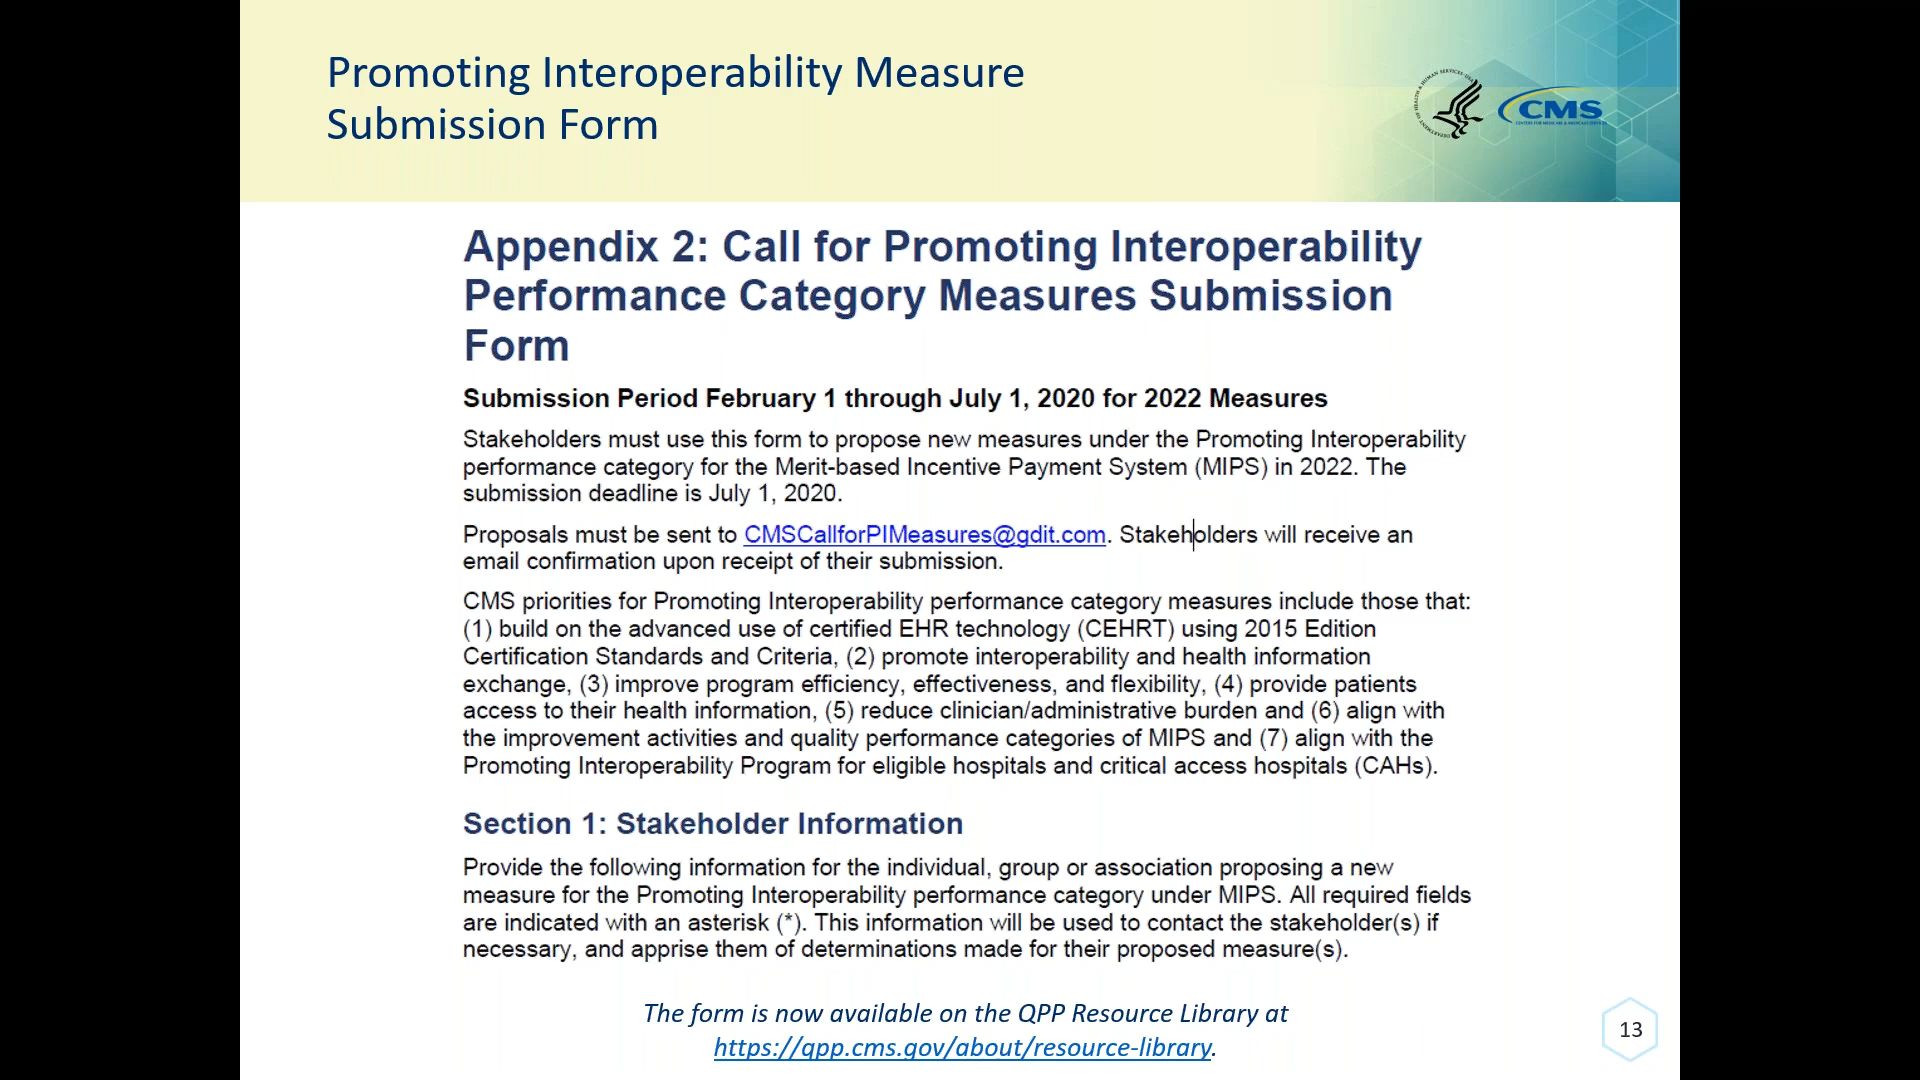 Promoting Interoperability Measure
Submission Form
DEPARTMENT OF HEALTH & HUMAN SERVICES • USA
CMS
CENTERS FOR MEDICARE & MEDICAID SERVICES
Appendix 2: Call for Promoting Interoperability
Performance Category Measures Submission
Form
Submission Period February 1 through July 1, 2020 for 2022 Measures
Stakeholders must use this form to propose new measures under the Promoting Interoperability
performance category for the Merit-based Incentive Payment System (MIPS) in 2022. The
submission deadline is July 1, 2020.
Proposals must be sent to CMSCallforPIMeasures@gdit.com. Stakeholders will receive an
email confirmation upon receipt of their submission.
CMS priorities for Promoting Interoperability performance category measures include those that:
(1) build on the advanced use of certified EHR technology (CEHRT) using 2015 Edition
Certification Standards and Criteria, (2) promote interoperability and health information
exchange, (3) improve program efficiency, effectiveness, and flexibility, (4) provide patients
access to their health information, (5) reduce clinician/administrative burden and (6) align with
the improvement activities and quality performance categories of MIPS and (7) align with the
Promoting Interoperability Program for eligible hospitals and critical access hospitals (CAHs).
Section 1: Stakeholder Information
Provide the following information for the individual, group or association proposing a new
measure for the Promoting Interoperability performance category under MIPS. All required fields
are indicated with an asterisk (*). This information will be used to contact the stakeholder(s) if
necessary, and apprise them of determinations made for their proposed measure(s).
The form is now available on the QPP Resource Library at
https://qpp.cms.gov/about/resource-library.
13